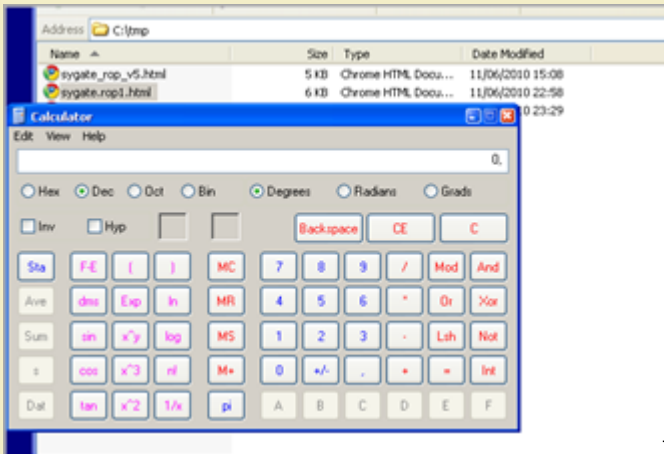 Address C:\tmp
Name Size Type Date Modified
sygate_rop_v5.html 5 KB Chrome HTML Docu... 11/06/2010 15:08
sygate.rop1.html 6 KB Chrome HTML Docu... 11/06/2010 22:58
0 23:29
Calculator
Edit View Help
0,
Hex Dec Oct Bin Degrees Radians Grads
Inv Hyp Backspace CE C
Sta F-E ( ) MC 7 8 9 / Mod And
Ave dms Exp ln MR 4 5 6 * Or Xor
Sum sin x^y log MS 1 2 3 - Lsh Not
s cos x^3 n! M+ 0 +/- , + = Int
Dat tan x^2 1/x pi A B C D E F